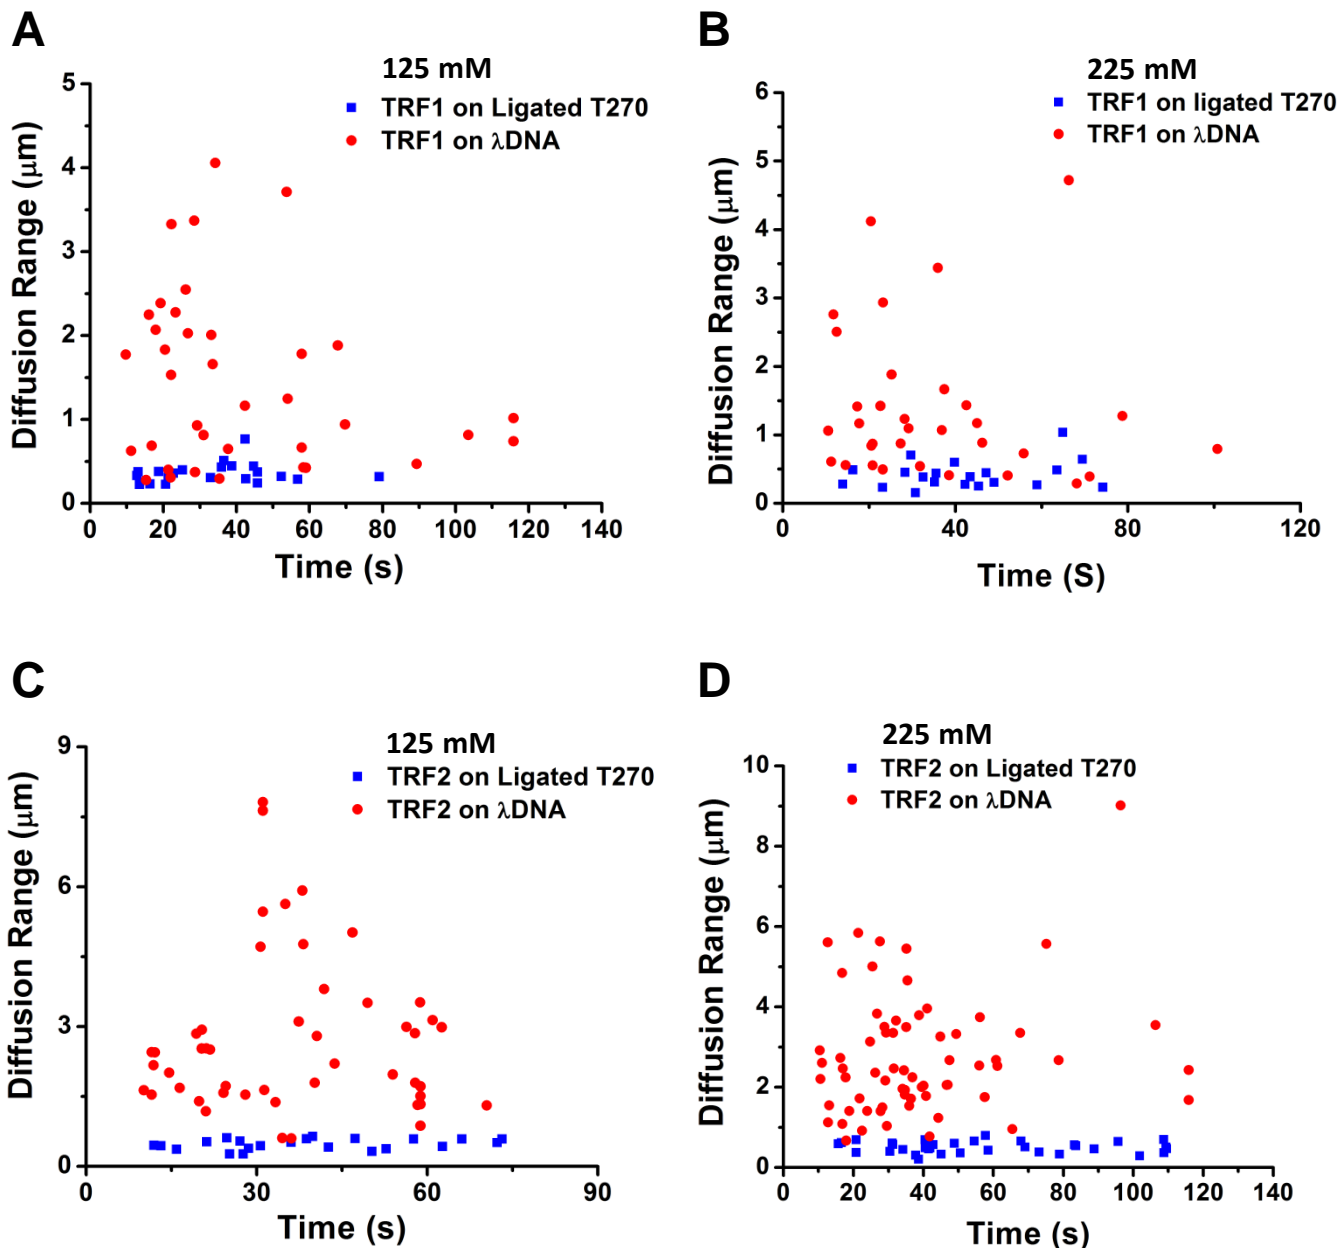 A
125 mM
TRF1 on Ligated T270
TRF1 on λDNA
Diffusion Range (μm)
5
4
3
2
1
0
0 20 40 60 80 100 120 140
Time (s)
B
225 mM
TRF1 on ligated T270
TRF1 on λDNA
Diffusion Range (μm)
6
5
4
3
2
1
0
0 40 80 120
Time (S)
C
125 mM
TRF2 on Ligated T270
TRF2 on λDNA
Diffusion Range (μm)
9
6
3
0
0 30 60 90
Time (s)
D
225 mM
TRF2 on Ligated T270
TRF2 on λDNA
Diffusion Range (μm)
10
8
6
4
2
0
0 20 40 60 80 100 120 140
Time (s)